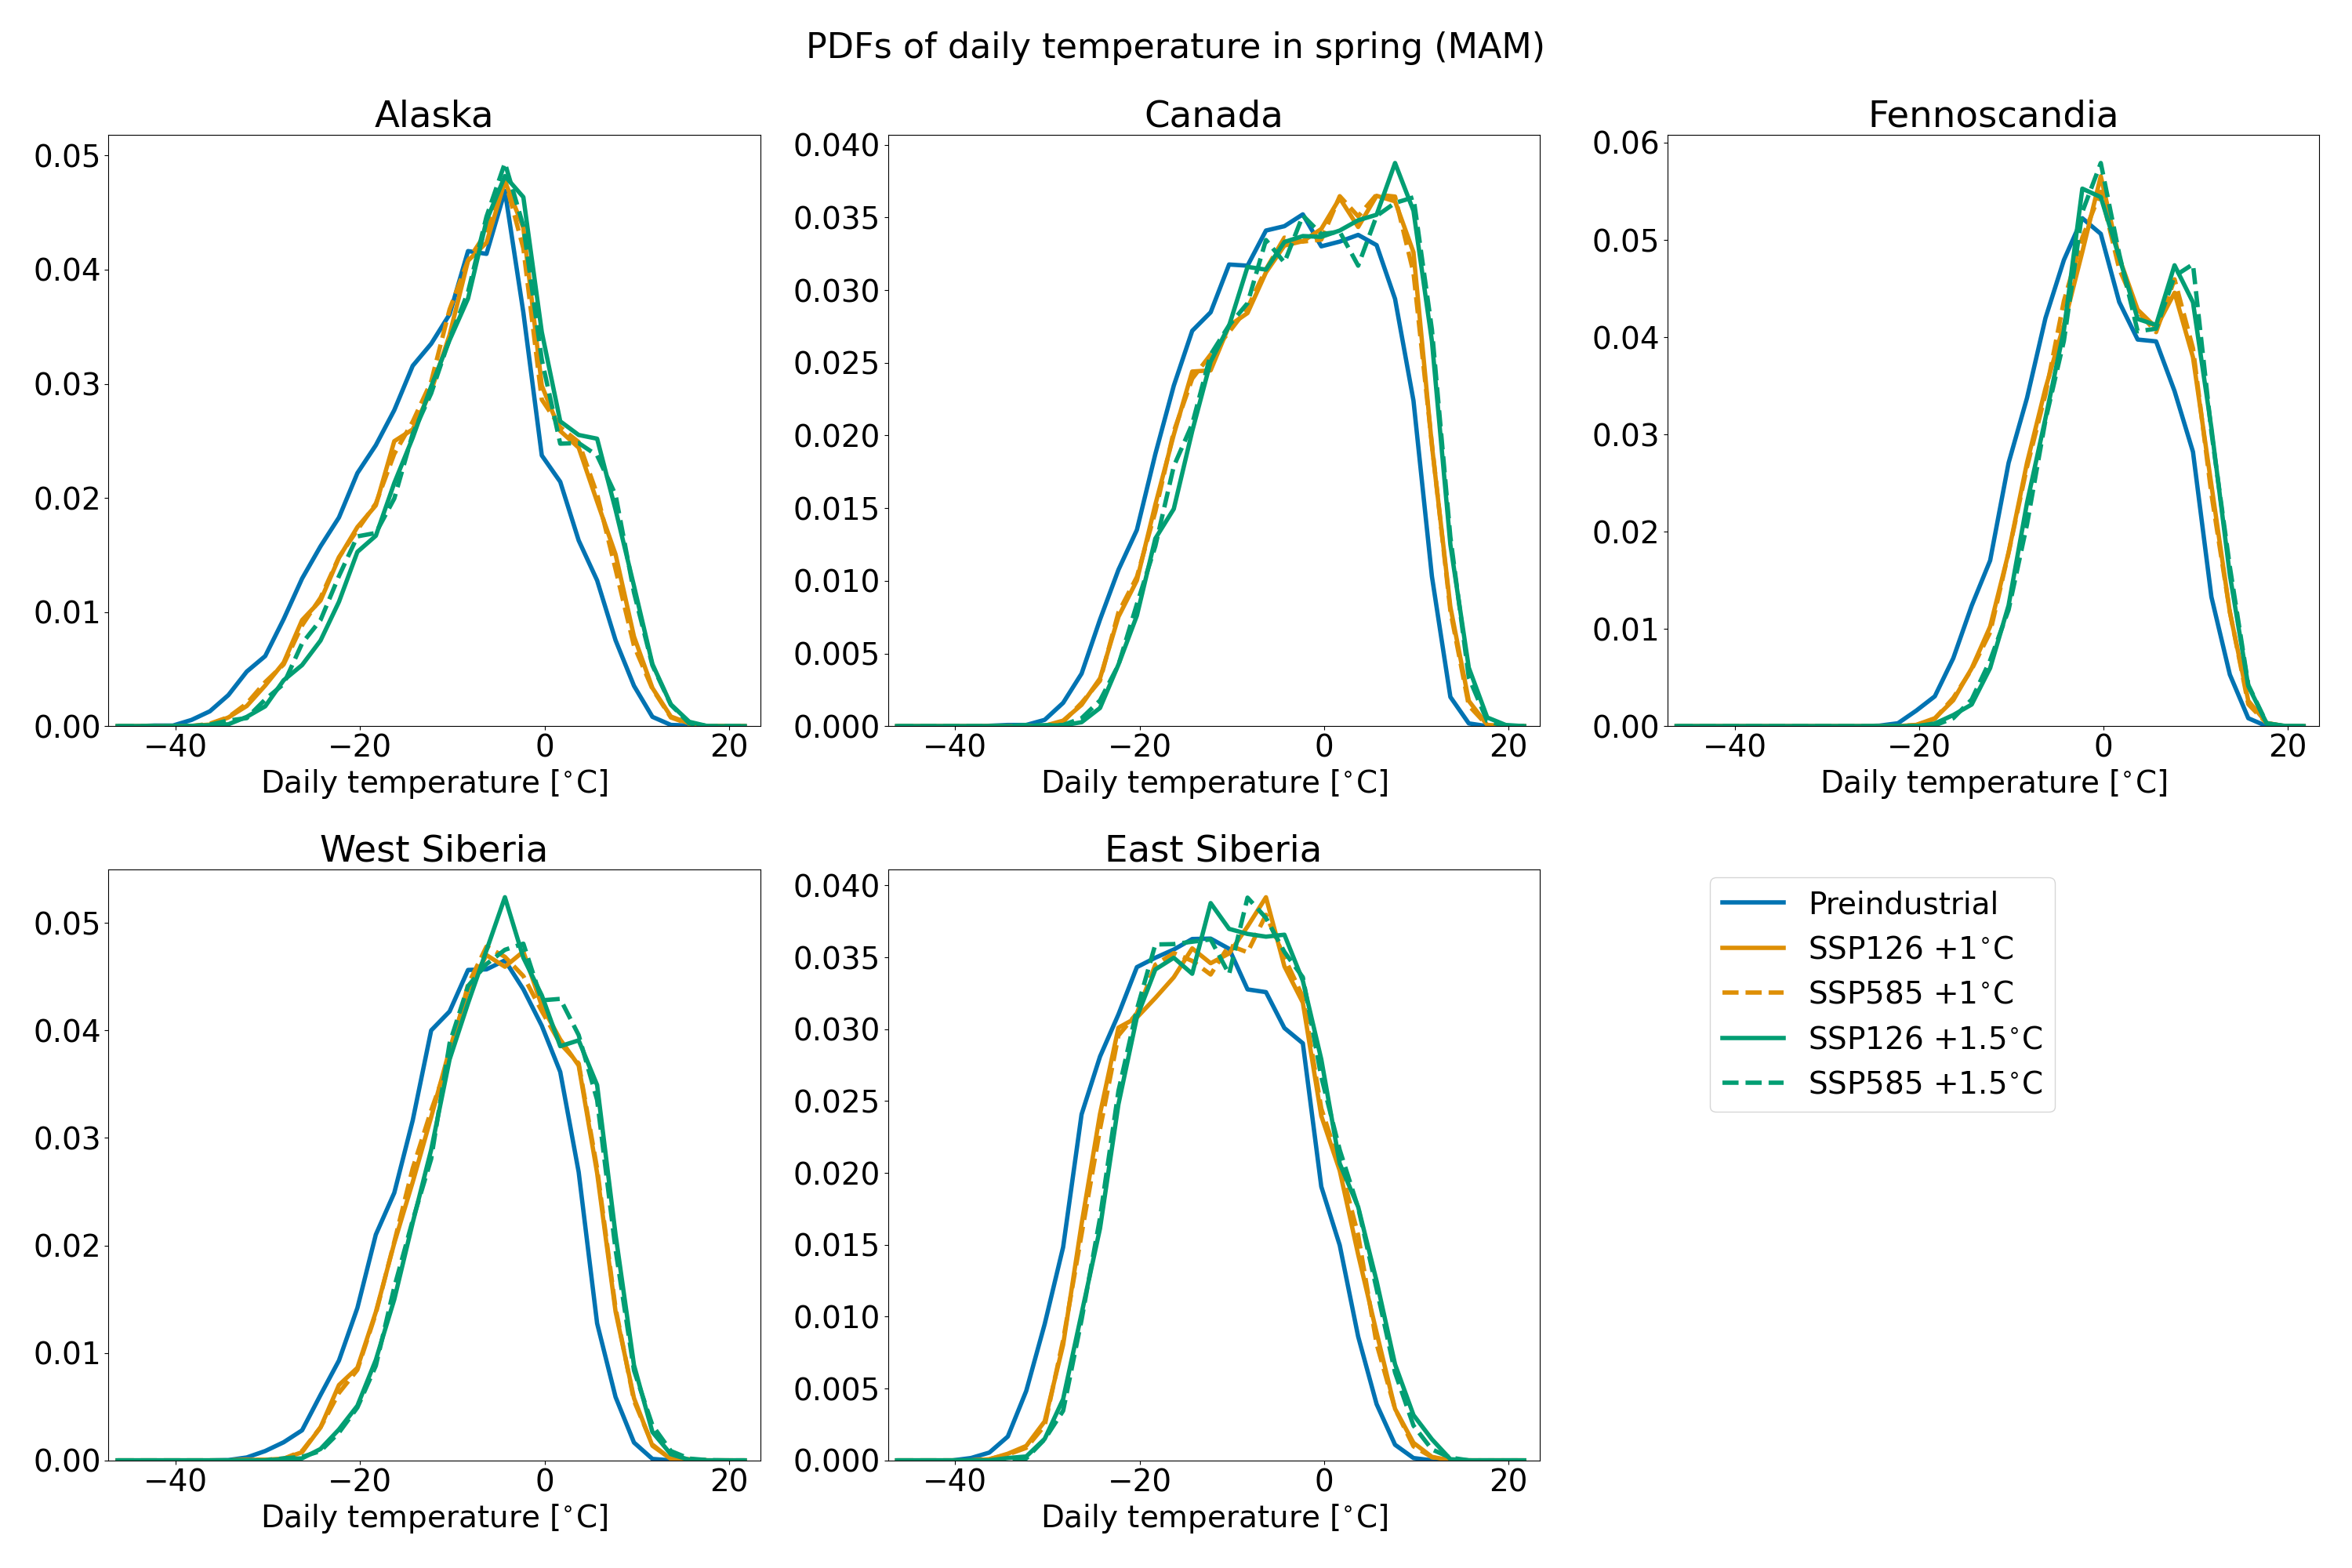 PDFs of daily temperature in spring (MAM)
Alaska
0.05
0.04
0.03
0.02
0.01
0.00
−40 −20 0 20
Daily temperature [°C]
Canada
0.040
0.035
0.030
0.025
0.020
0.015
0.010
0.005
0.000
−40 −20 0 20
Daily temperature [°C]
Fennoscandia
0.06
0.05
0.04
0.03
0.02
0.01
0.00
−40 −20 0 20
Daily temperature [°C]
West Siberia
0.05
0.04
0.03
0.02
0.01
0.00
−40 −20 0 20
Daily temperature [°C]
East Siberia
0.040
0.035
0.030
0.025
0.020
0.015
0.010
0.005
0.000
−40 −20 0 20
Daily temperature [°C]
Preindustrial
SSP126 +1°C
SSP585 +1°C
SSP126 +1.5°C
SSP585 +1.5°C